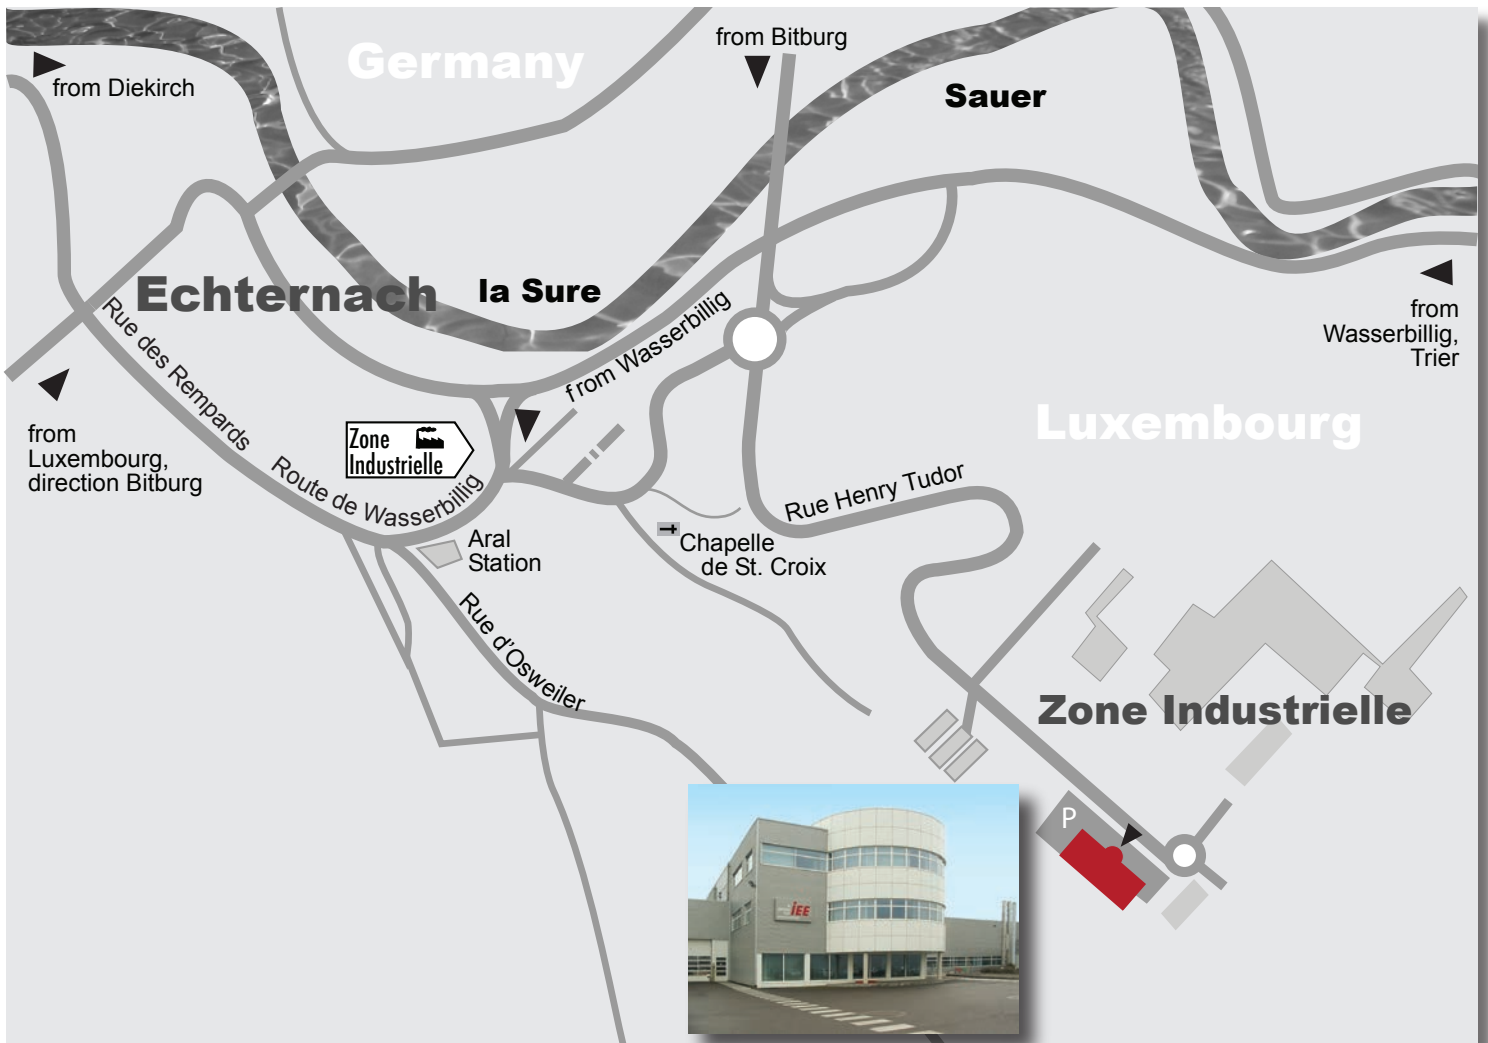 Germany
from Bitburg
from Diekirch
Sauer
Echternach
la Sure
from
Wasserbillig,
Trier
from Wasserbillig
Rue des Rempards
Luxembourg
from
Luxembourg,
direction Bitburg
Zone
Industrielle
Route de Wasserbillig
Rue Henry Tudor
Aral
Station
Chapelle
de St. Croix
Rue d'Osweiler
Zone Industrielle
P
iEE